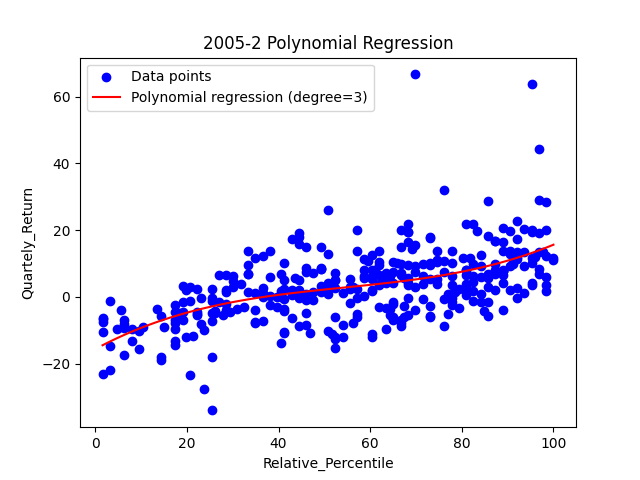 2005-2 Polynomial Regression
Data points
Polynomial regression (degree=3)
Quartely_Return
60
40
20
0
−20
0 20 40 60 80 100
Relative_Percentile